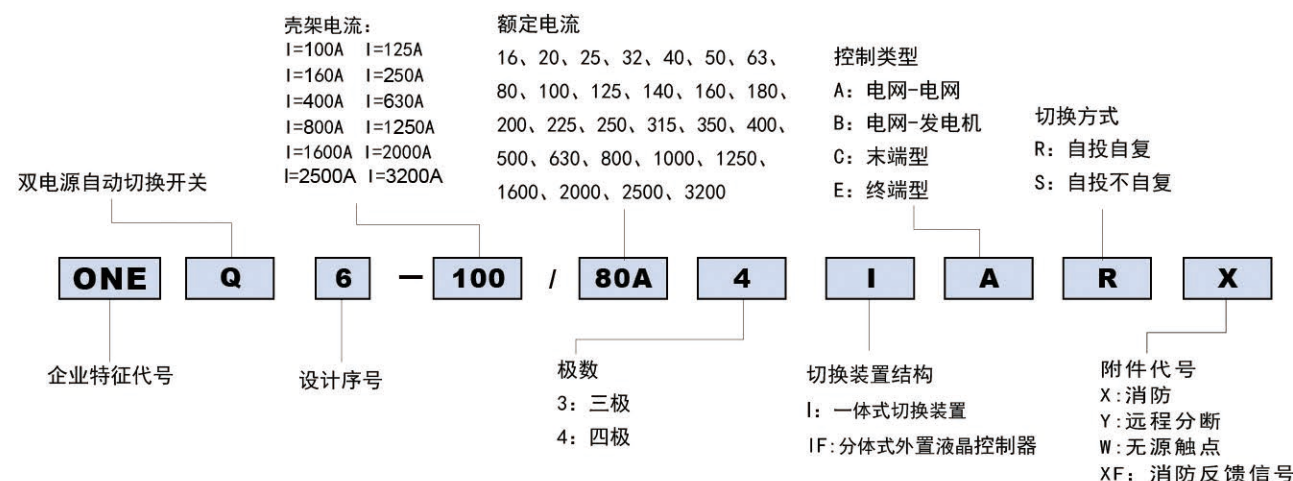 壳架电流：
I=100A I=125A
I=160A I=250A
I=400A I=630A
I=800A I=1250A
I=1600A I=2000A
I=2500A I=3200A
额定电流
16、20、25、32、40、50、63、
80、100、125、140、160、180、
200、225、250、315、350、400、
500、630、800、1000、1250、
1600、2000、2500、3200
控制类型
A：电网-电网
B：电网-发电机
C：末端型
E：终端型
切换方式
R：自投自复
S：自投不自复
双电源自动切换开关
ONE Q 6 — 100 / 80A 4 I A R X
企业特征代号
设计序号
极数
3：三极
4：四极
切换装置结构
I：一体式切换装置
IF:分体式外置液晶控制器
附件代号
X:消防
Y:远程分断
W:无源触点
XF：消防反馈信号